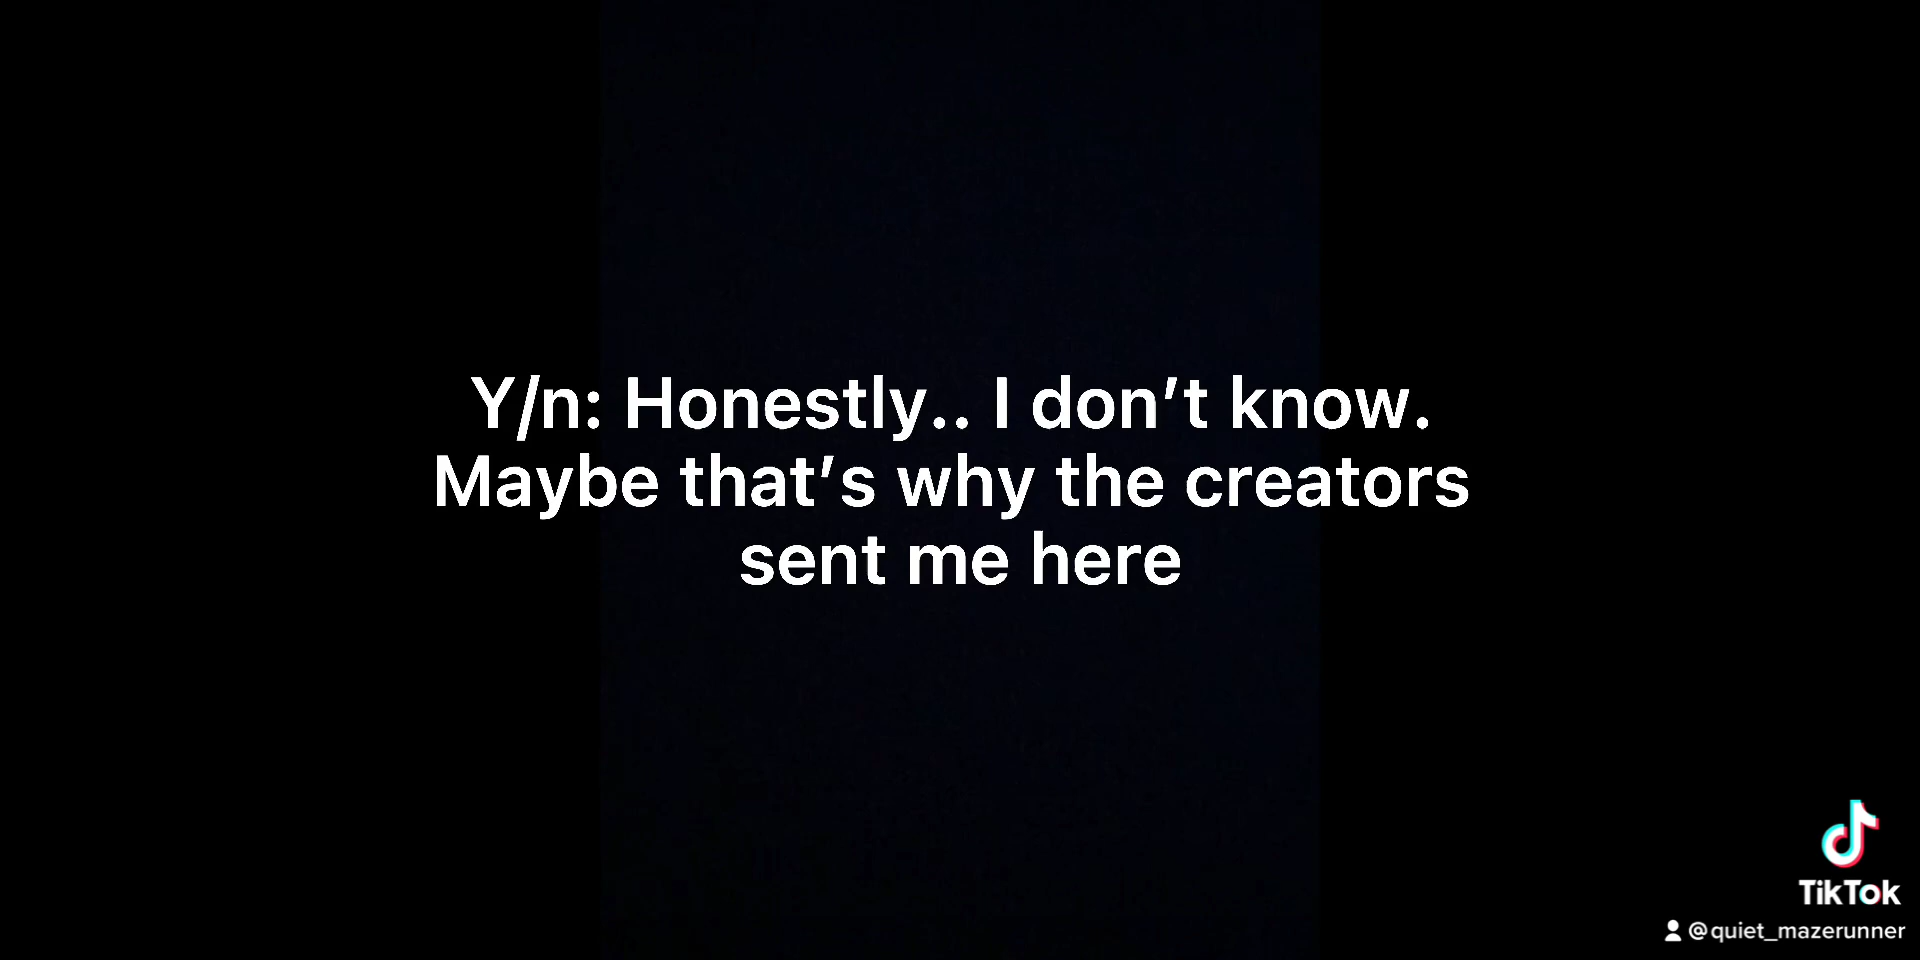 Y/n: Honestly.. I don’t know.
Maybe that’s why the creators
sent me here
TikTok
@quiet_mazerunner